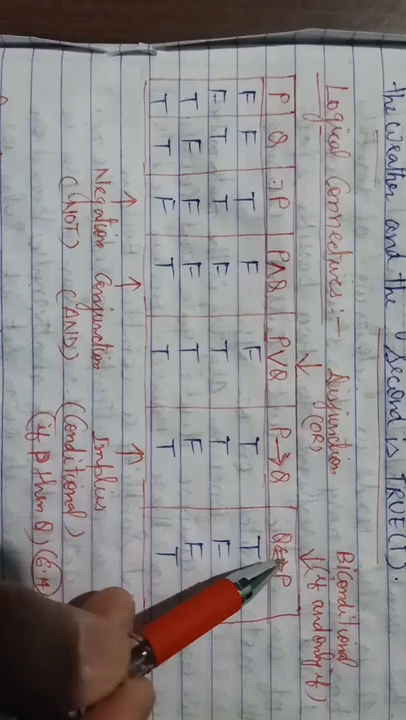 the weather and the second is TRUE(T).
Logical Connectives :- Disjunction (OR) Biconditional (if and only if)
P Q ¬P P∧Q P∨Q P→Q Q⇔P
F F T F F T T
F T T F T T F
T F F F T F F
T T F T T T T
Negation Conjunction Implies
(NOT) (AND) (Conditional)
(if P then Q)